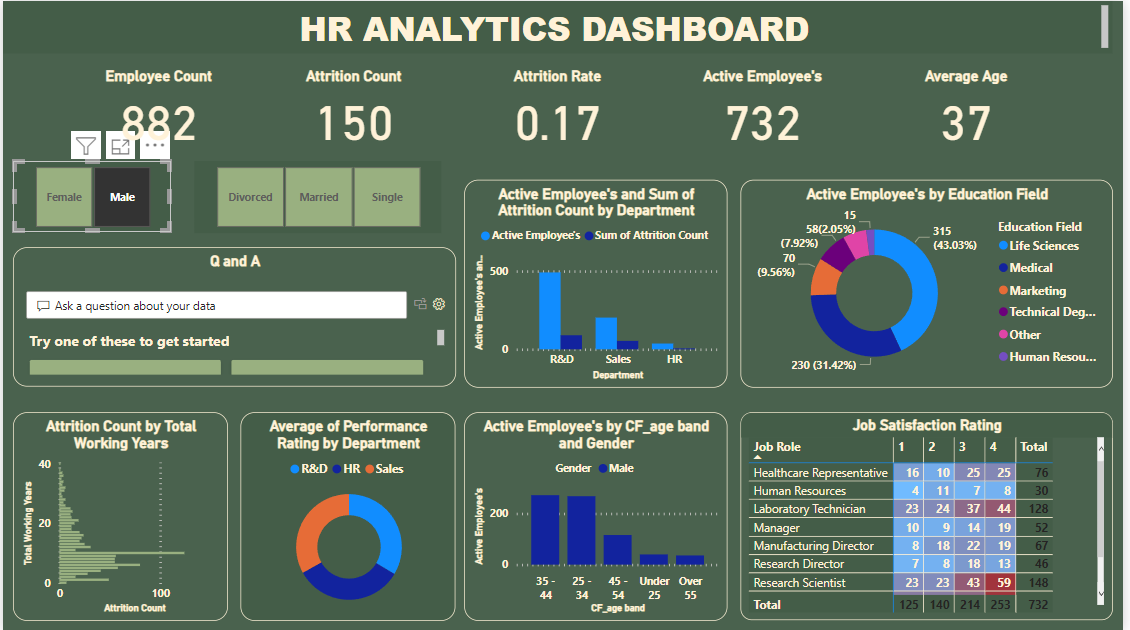 HR ANALYTICS DASHBOARD
Employee Count
Attrition Count
Attrition Rate
Active Employee's
Average Age
882
150
0.17
732
37
Female
Male
Divorced
Married
Single
Q and A
Ask a question about your data
Try one of these to get started
Active Employee's and Sum of
Attrition Count by Department
Active Employee's
Sum of Attrition Count
Active Employee's an...
500
0
R&D
Sales
HR
Department
Active Employee's by Education Field
15
(2.05%)
58
(7.92%)
70
(9.56%)
230 (31.42%)
315
(43.03%)
Education Field
Life Sciences
Medical
Marketing
Technical Deg...
Other
Human Resou...
Attrition Count by Total
Working Years
Total Working Years
40
20
0
0
100
Attrition Count
Average of Performance
Rating by Department
R&D
HR
Sales
Active Employee's by CF_age band
and Gender
Gender
Male
Active Employee's
200
0
35 -
44
25 -
34
45 -
54
Under
25
Over
55
CF_age band
Job Satisfaction Rating
Job Role 1 2 3 4 Total
Healthcare Representative 16 10 25 25 76
Human Resources 4 11 7 8 30
Laboratory Technician 23 24 37 44 128
Manager 10 9 14 19 52
Manufacturing Director 8 18 22 19 67
Research Director 7 8 18 13 46
Research Scientist 23 23 43 59 148
Total 125 140 214 253 732